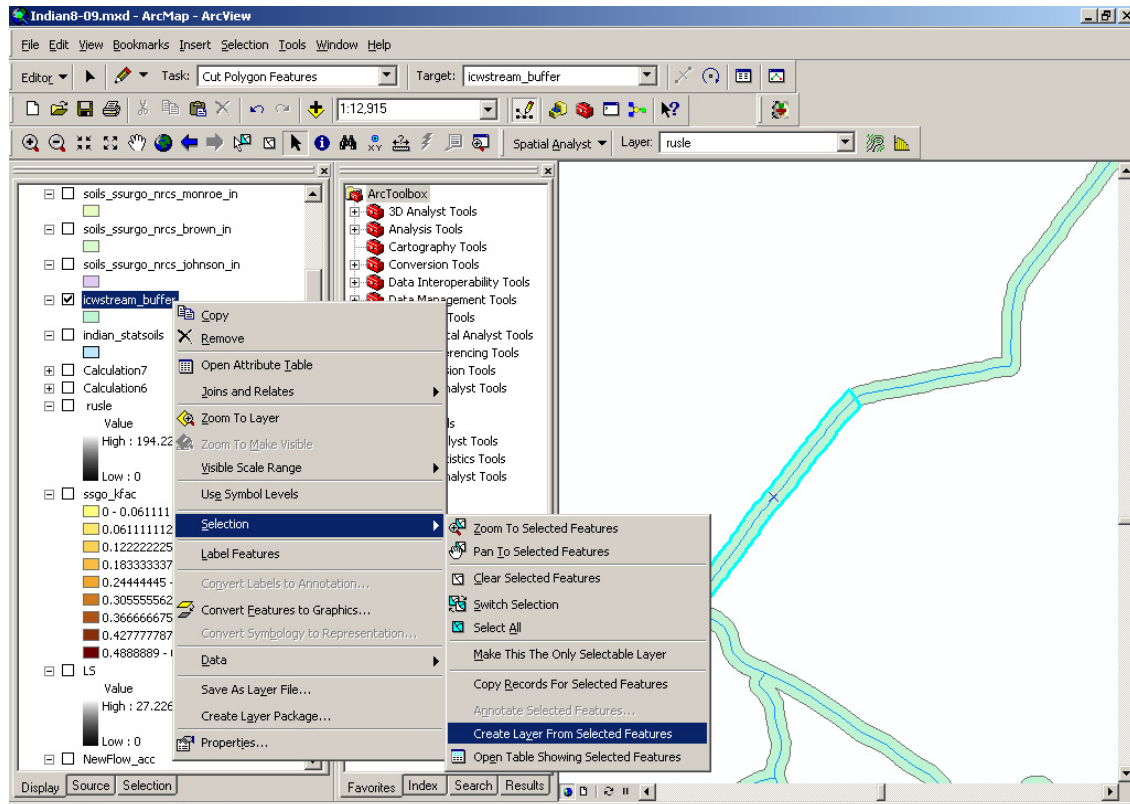 Indian8-09.mxd - ArcMap - ArcView
File Edit View Bookmarks Insert Selection Tools Window Help
Editor Task: Cut Polygon Features Target: icwstream_buffer
1:12,915
Spatial Analyst Layer: rusle
soils_ssurgo_nrcs_monroe_in
soils_ssurgo_nrcs_brown_in
soils_ssurgo_nrcs_johnson_in
icwstream_buffer
indian_statsoils
Calculation7
Calculation6
rusle
Value
High : 194.22
Low : 0
ssgo_kfac
0 - 0.061111
0.061111112
0.122222225
0.183333337
0.24444445 -
0.305555562
0.366666675
0.427777787
0.4888889 -
LS
Value
High : 27.226
Low : 0
NewFlow_acc
Display Source Selection
Copy
Remove
Open Attribute Table
Joins and Relates
Zoom To Layer
Zoom To Make Visible
Visible Scale Range
Use Symbol Levels
Selection
Label Features
Convert Labels to Annotation...
Convert Features to Graphics...
Convert Symbology to Representation...
Data
Save As Layer File...
Create Layer Package...
Properties...
ArcToolbox
3D Analyst Tools
Analysis Tools
Cartography Tools
Conversion Tools
Data Interoperability Tools
Data Management Tools
Tools
cal Analyst Tools
erencing Tools
sion Tools
nalyst Tools
ls
lyst Tools
tistics Tools
nalyst Tools
Favorites Index Search Results
Zoom To Selected Features
Pan To Selected Features
Clear Selected Features
Switch Selection
Select All
Make This The Only Selectable Layer
Copy Records For Selected Features
Annotate Selected Features...
Create Layer From Selected Features
Open Table Showing Selected Features